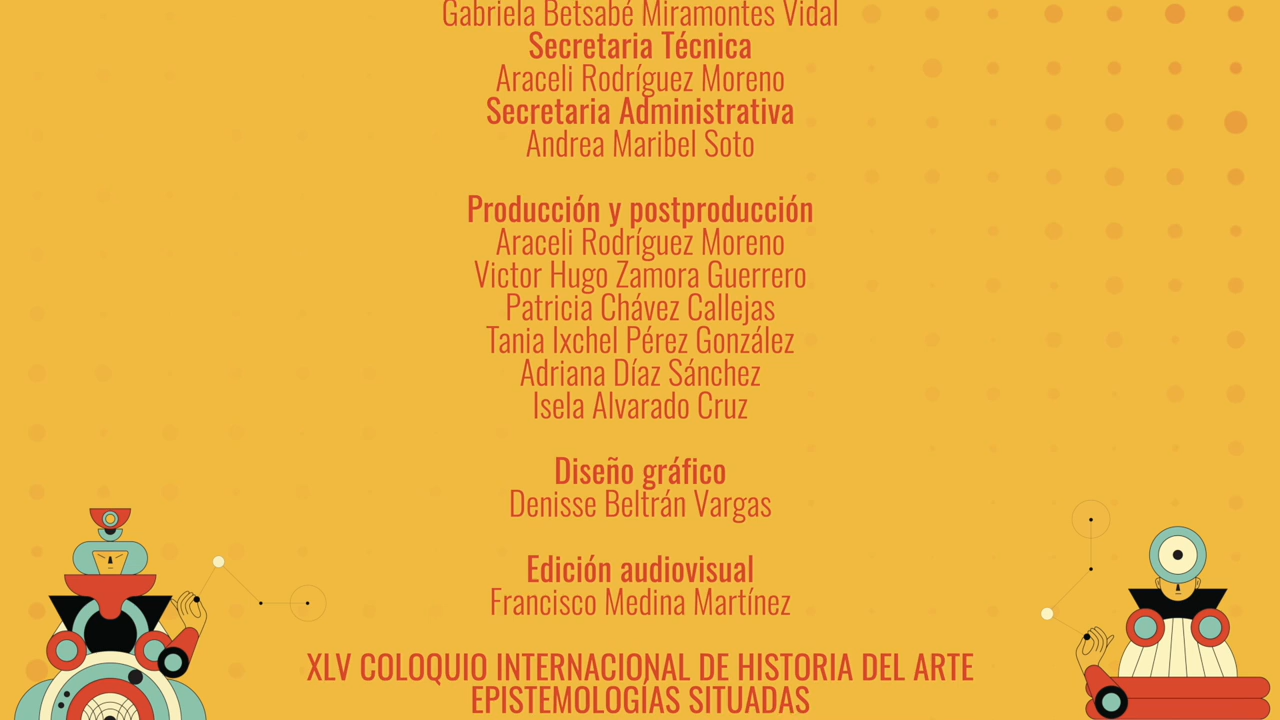 Gabriela Betsabé Miramontes Vidal
Secretaria Técnica
Araceli Rodríguez Moreno
Secretaria Administrativa
Andrea Maribel Soto
Producción y postproducción
Araceli Rodríguez Moreno
Victor Hugo Zamora Guerrero
Patricia Chávez Callejas
Tania Ixchel Pérez González
Adriana Díaz Sánchez
Isela Alvarado Cruz
Diseño gráfico
Denisse Beltrán Vargas
Edición audiovisual
Francisco Medina Martínez
XLV COLOQUIO INTERNACIONAL DE HISTORIA DEL ARTE
EPISTEMOLOGÍAS SITUADAS